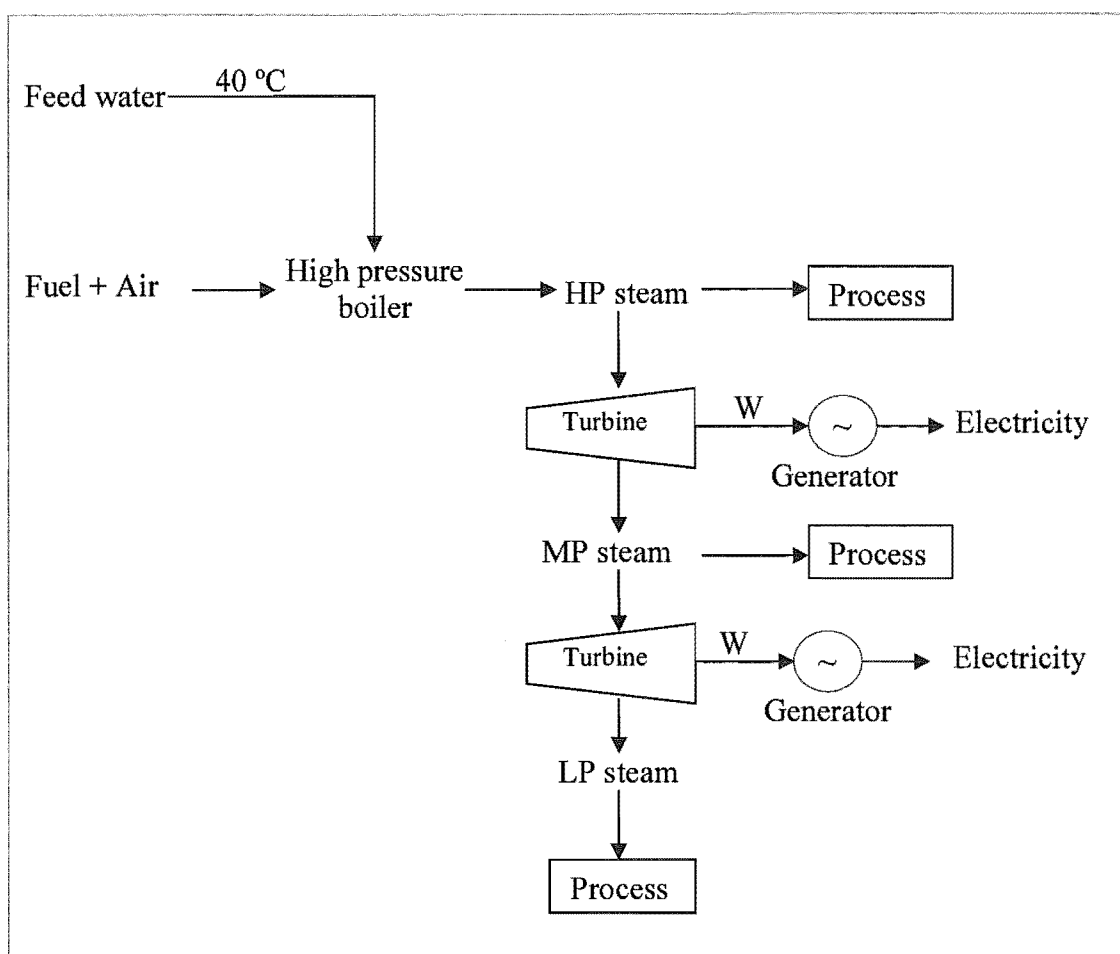 40 ºC
Feed water
Fuel + Air
High pressure
boiler
HP steam
Process
Turbine
W
~
Electricity
Generator
MP steam
Process
Turbine
W
~
Electricity
Generator
LP steam
Process